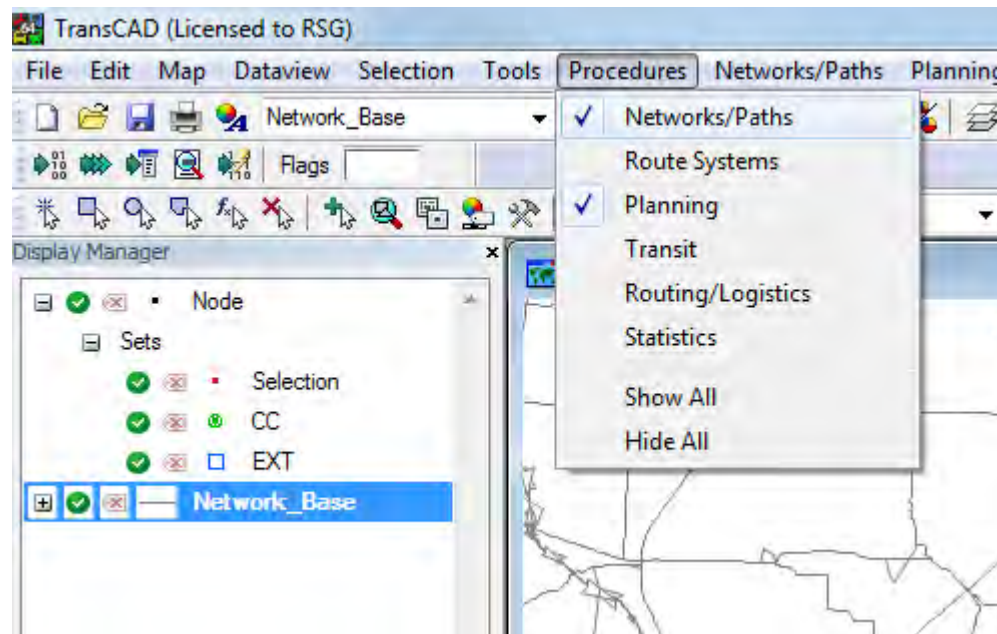 TransCAD (Licensed to RSG)
File Edit Map Dataview Selection Tools Procedures Networks/Paths Planning
Network_Base
Flags
Display Manager
Node
Sets
Selection
CC
EXT
Network_Base
Networks/Paths
Route Systems
Planning
Transit
Routing/Logistics
Statistics
Show All
Hide All